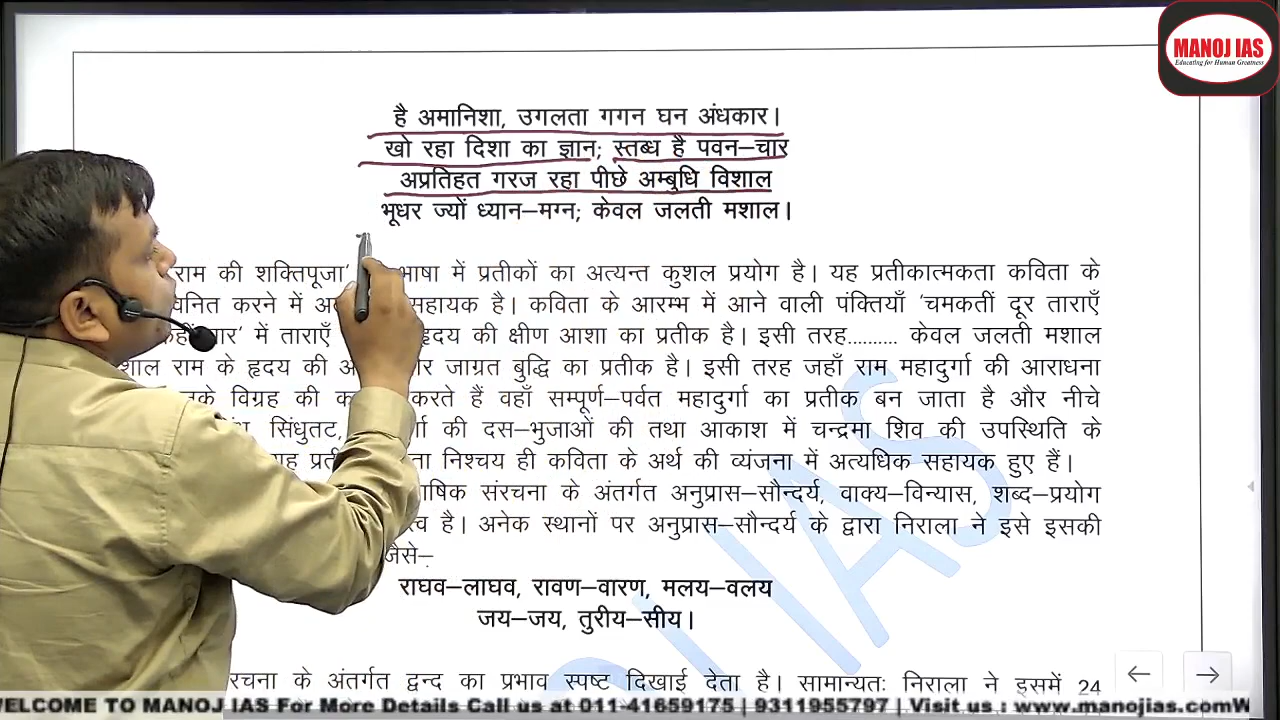 MANOJ IAS
Educating for Human Greatness
है अमानिशा, उगलता गगन घन अंधकार।
खो रहा दिशा का ज्ञान; स्तब्ध है पवन–चार
अप्रतिहत गरज रहा पीछे अम्बुधि विशाल
भूधर ज्यों ध्यान–मग्न; केवल जलती मशाल।
राम की शक्तिपूजा' भाषा में प्रतीकों का अत्यन्त कुशल प्रयोग है। यह प्रतीकात्मकता कविता के
करने में सहायक है। कविता के आरम्भ में आने वाली पंक्तियाँ 'चमकतीं दूर ताराएँ
में ताराएँ हृदय की क्षीण आशा का प्रतीक है। इसी तरह.......... केवल जलती मशाल
राम के हृदय की जाग्रत बुद्धि का प्रतीक है। इसी तरह जहाँ राम महादुर्गा की आराधना
विग्रह की करते हैं वहाँ सम्पूर्ण–पर्वत महादुर्गा का प्रतीक बन जाता है और नीचे
सिंधुतट, की दस–भुजाओं की तथा आकाश में चन्द्रमा शिव की उपस्थिति के
निश्चय ही कविता के अर्थ की व्यंजना में अत्यधिक सहायक हुए हैं।
संरचना के अंतर्गत अनुप्रास–सौन्दर्य, वाक्य–विन्यास, शब्द–प्रयोग
है। अनेक स्थानों पर अनुप्रास–सौन्दर्य के द्वारा निराला ने इसे इसकी
जैसे–
राघव–लाघव, रावण–वारण, मलय–वलय
जय–जय, तुरीय–सीय।
के अंतर्गत द्वन्द का प्रभाव स्पष्ट दिखाई देता है। सामान्यतः निराला ने इसमें 24
IAS
WELCOME TO MANOJ IAS For More Details Call us at 011-41659175 | 9311955797 | Visit us : www.manojias.com